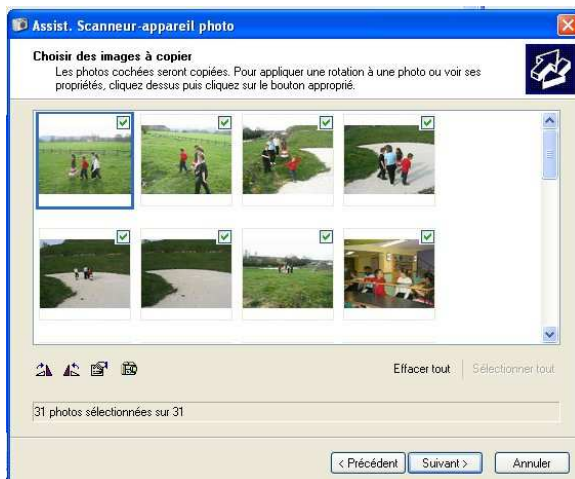 Assist. Scanneur-appareil photo
Choisir des images à copier
Les photos cochées seront copiées. Pour appliquer une rotation à une photo ou voir ses
propriétés, cliquez dessus puis cliquez sur le bouton approprié.
Effacer tout
Sélectionner tout
31 photos sélectionnées sur 31
< Précédent
Suivant >
Annuler